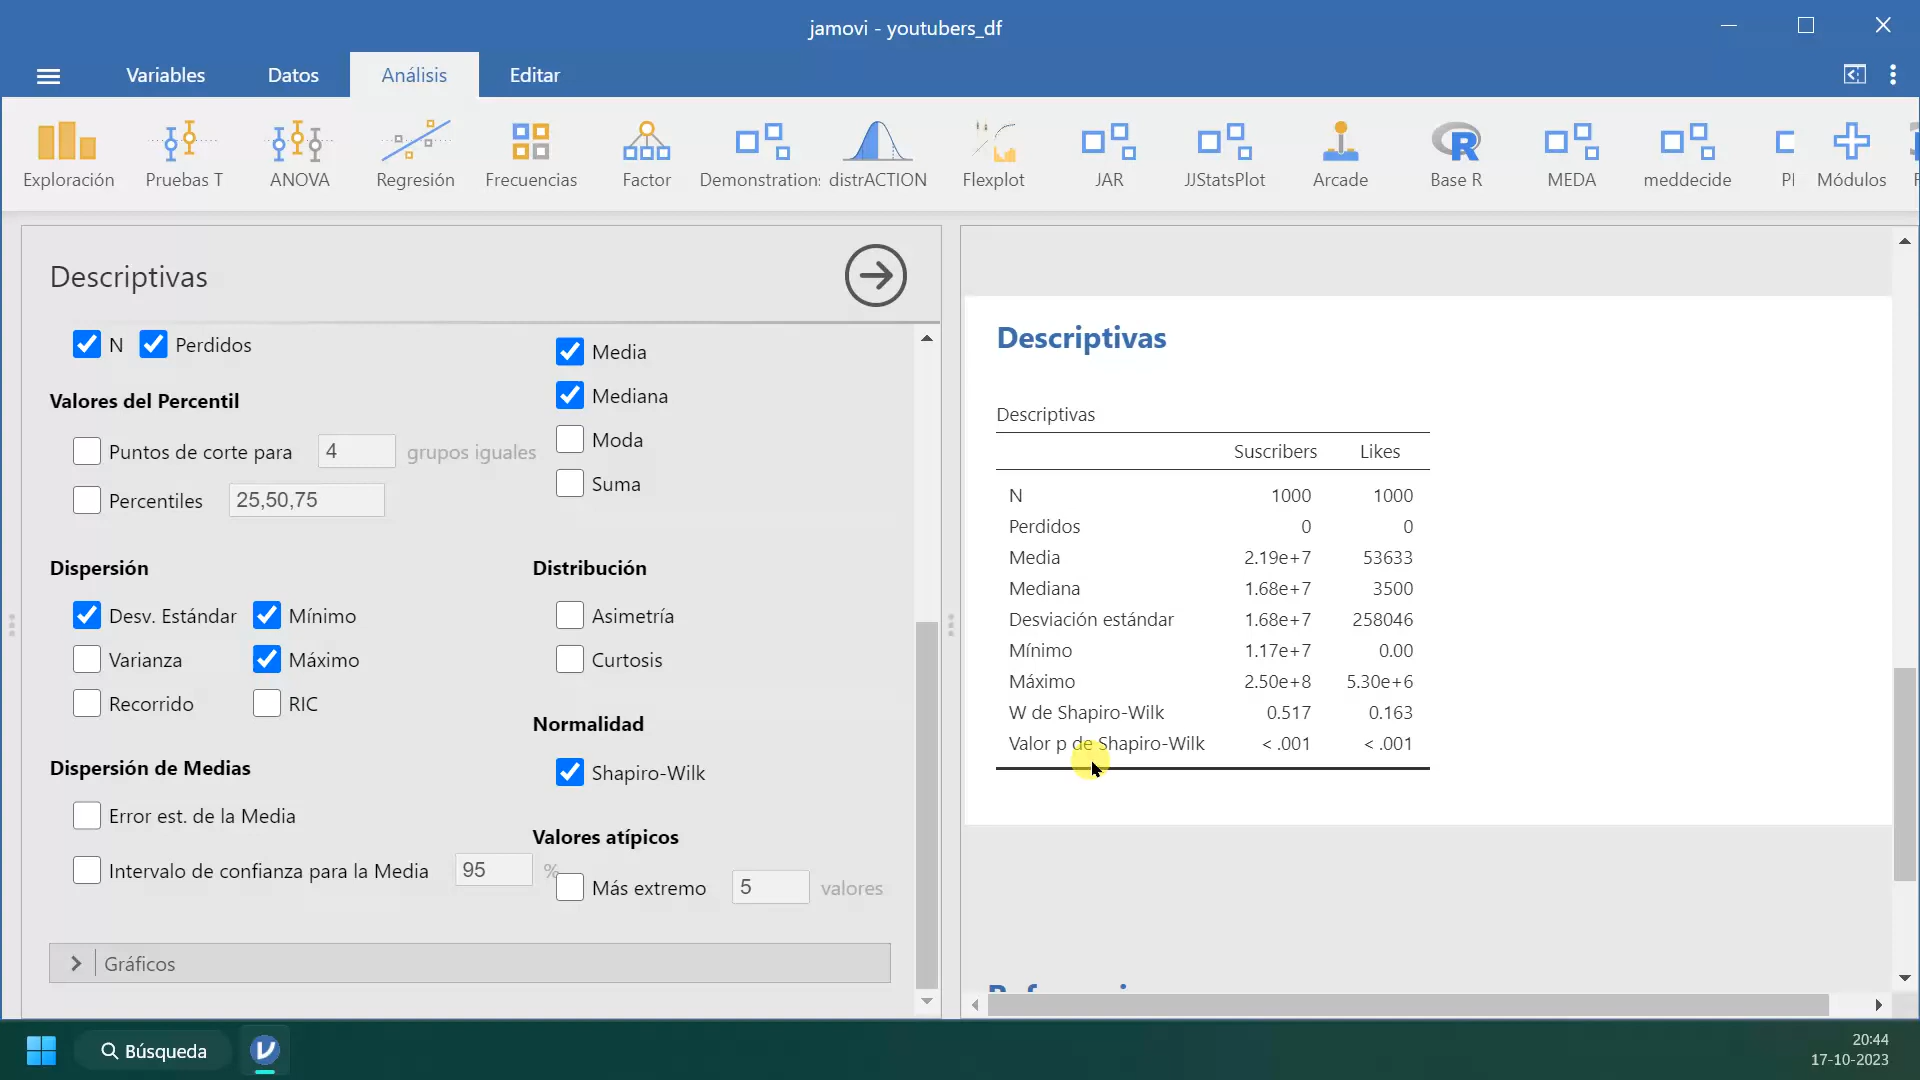 jamovi - youtubers_df
Variables Datos Análisis Editar
Exploración Pruebas T ANOVA Regresión Frecuencias Factor Demonstration distrACTION Flexplot JAR JJStatsPlot Arcade Base R MEDA meddecide Módulos
Descriptivas
N Perdidos
Valores del Percentil
Puntos de corte para 4 grupos iguales
Percentiles 25,50,75
Media
Mediana
Moda
Suma
Dispersión
Desv. Estándar Mínimo
Varianza Máximo
Recorrido RIC
Distribución
Asimetría
Curtosis
Normalidad
Shapiro-Wilk
Dispersión de Medias
Error est. de la Media
Intervalo de confianza para la Media 95 %
Valores atípicos
Más extremo 5 valores
Gráficos
Descriptivas
Descriptivas
Suscribers Likes
N 1000 1000
Perdidos 0 0
Media 2.19e+7 53633
Mediana 1.68e+7 3500
Desviación estándar 1.68e+7 258046
Mínimo 1.17e+7 0.00
Máximo 2.50e+8 5.30e+6
W de Shapiro-Wilk 0.517 0.163
Valor p de Shapiro-Wilk < .001 < .001
Búsqueda
20:44
17-10-2023